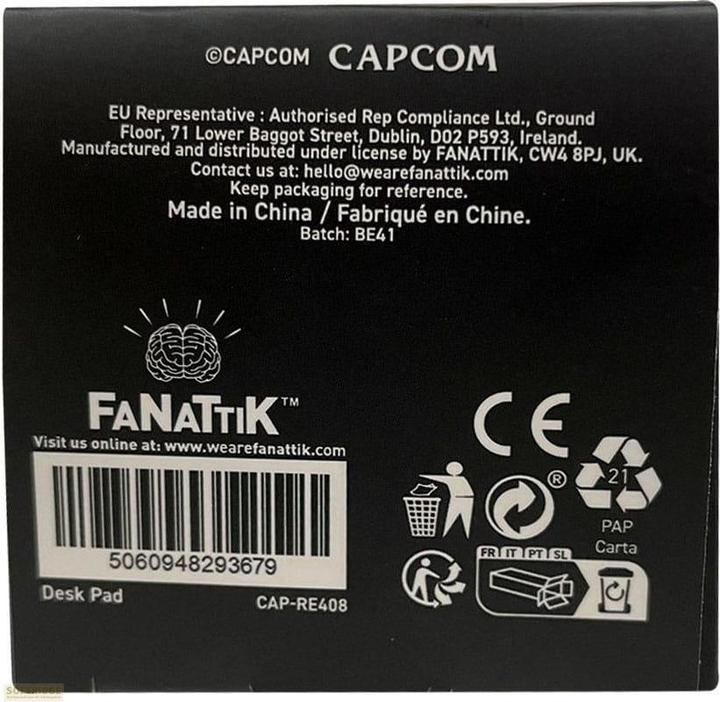 ©CAPCOM CAPCOM
EU Representative : Authorised Rep Compliance Ltd., Ground
Floor, 71 Lower Baggot Street, Dublin, D02 P593, Ireland.
Manufactured and distributed under license by FANATTIK, CW4 8PJ, UK.
Contact us at: hello@wearefanattik.com
Keep packaging for reference.
Made in China / Fabriqué en Chine.
Batch: BE41
FANATTIK™
Visit us online at: www.wearefanattik.com
5060948293679
Desk Pad
CAP-RE408
CE
®
21
PAP
Carta
FR IT PT SL